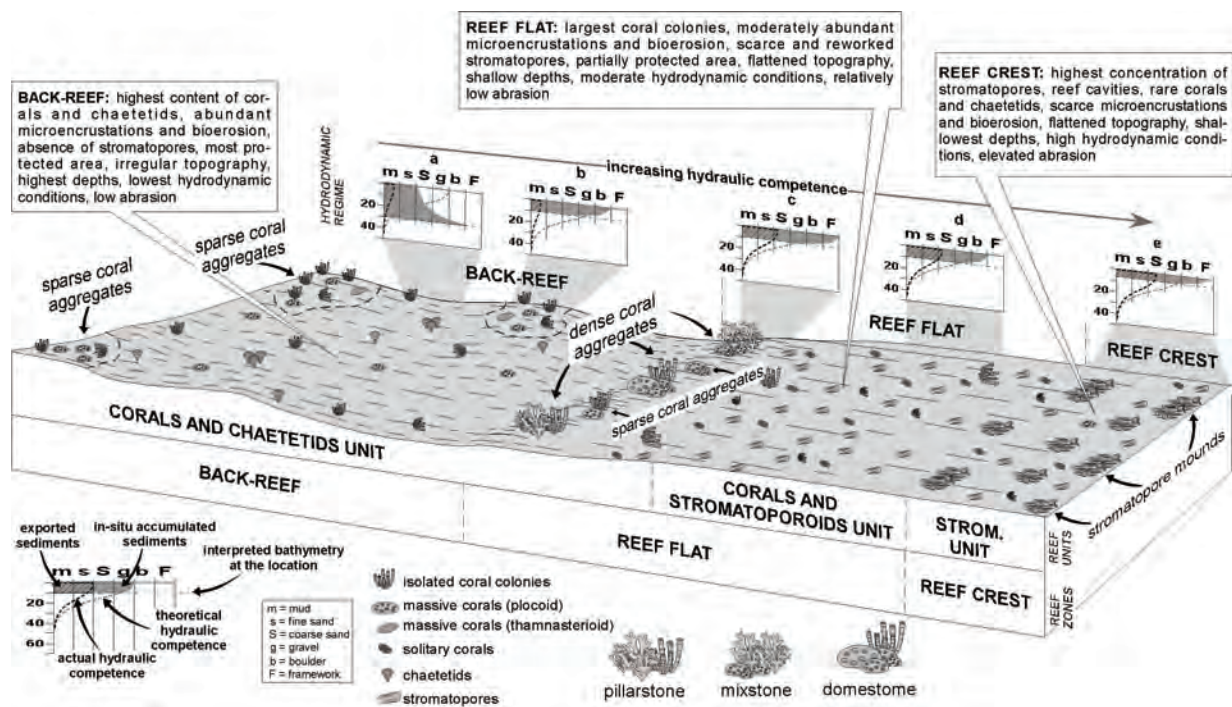 REEF FLAT: largest coral colonies, moderately abundant
microencrustations and bioerosion, scarce and reworked
stromatopores, partially protected area, flattened topography,
shallow depths, moderate hydrodynamic conditions, relatively
low abrasion
REEF CREST: highest concentration of
stromatopores, reef cavities, rare corals
and chaetetids, scarce microencrustations
and bioerosion, flattened topography, shal-
lowest depths, high hydrodynamic condi-
tions, elevated abrasion
BACK-REEF: highest content of cor-
als and chaetetids, abundant
microencrustations and bioerosion,
absence of stromatopores, most pro-
tected area, irregular topography,
highest depths, lowest hydrodynamic
conditions, low abrasion
HYDRODYNAMIC
REGIME
increasing hydraulic competence
a
m s S g b F
20
40
b
m s S g b F
20
40
c
m s S g b F
20
40
d
m s S g b F
20
40
e
m s S g b F
20
40
sparse coral
aggregates
sparse coral
aggregates
BACK-REEF
dense coral
aggregates
sparse coral aggregates
REEF FLAT
REEF CREST
stromatopore mounds
CORALS AND CHAETETIDS UNIT
CORALS AND
STROMATOPOROIDS UNIT
STROM.
UNIT
REEF UNITS
BACK-REEF
REEF FLAT
REEF CREST
REEF ZONES
exported
sediments
in-situ accumulated
sediments
interpreted bathymetry
at the location
m s S g b F
20
40
60
theoretical
hydraulic
competence
actual hydraulic
competence
m = mud
s = fine sand
S = coarse sand
g = gravel
b = boulder
F = framework
isolated coral colonies
massive corals (plocoid)
massive corals (thamnasterioid)
solitary corals
chaetetids
stromatopores
pillarstone
mixstone
domestome